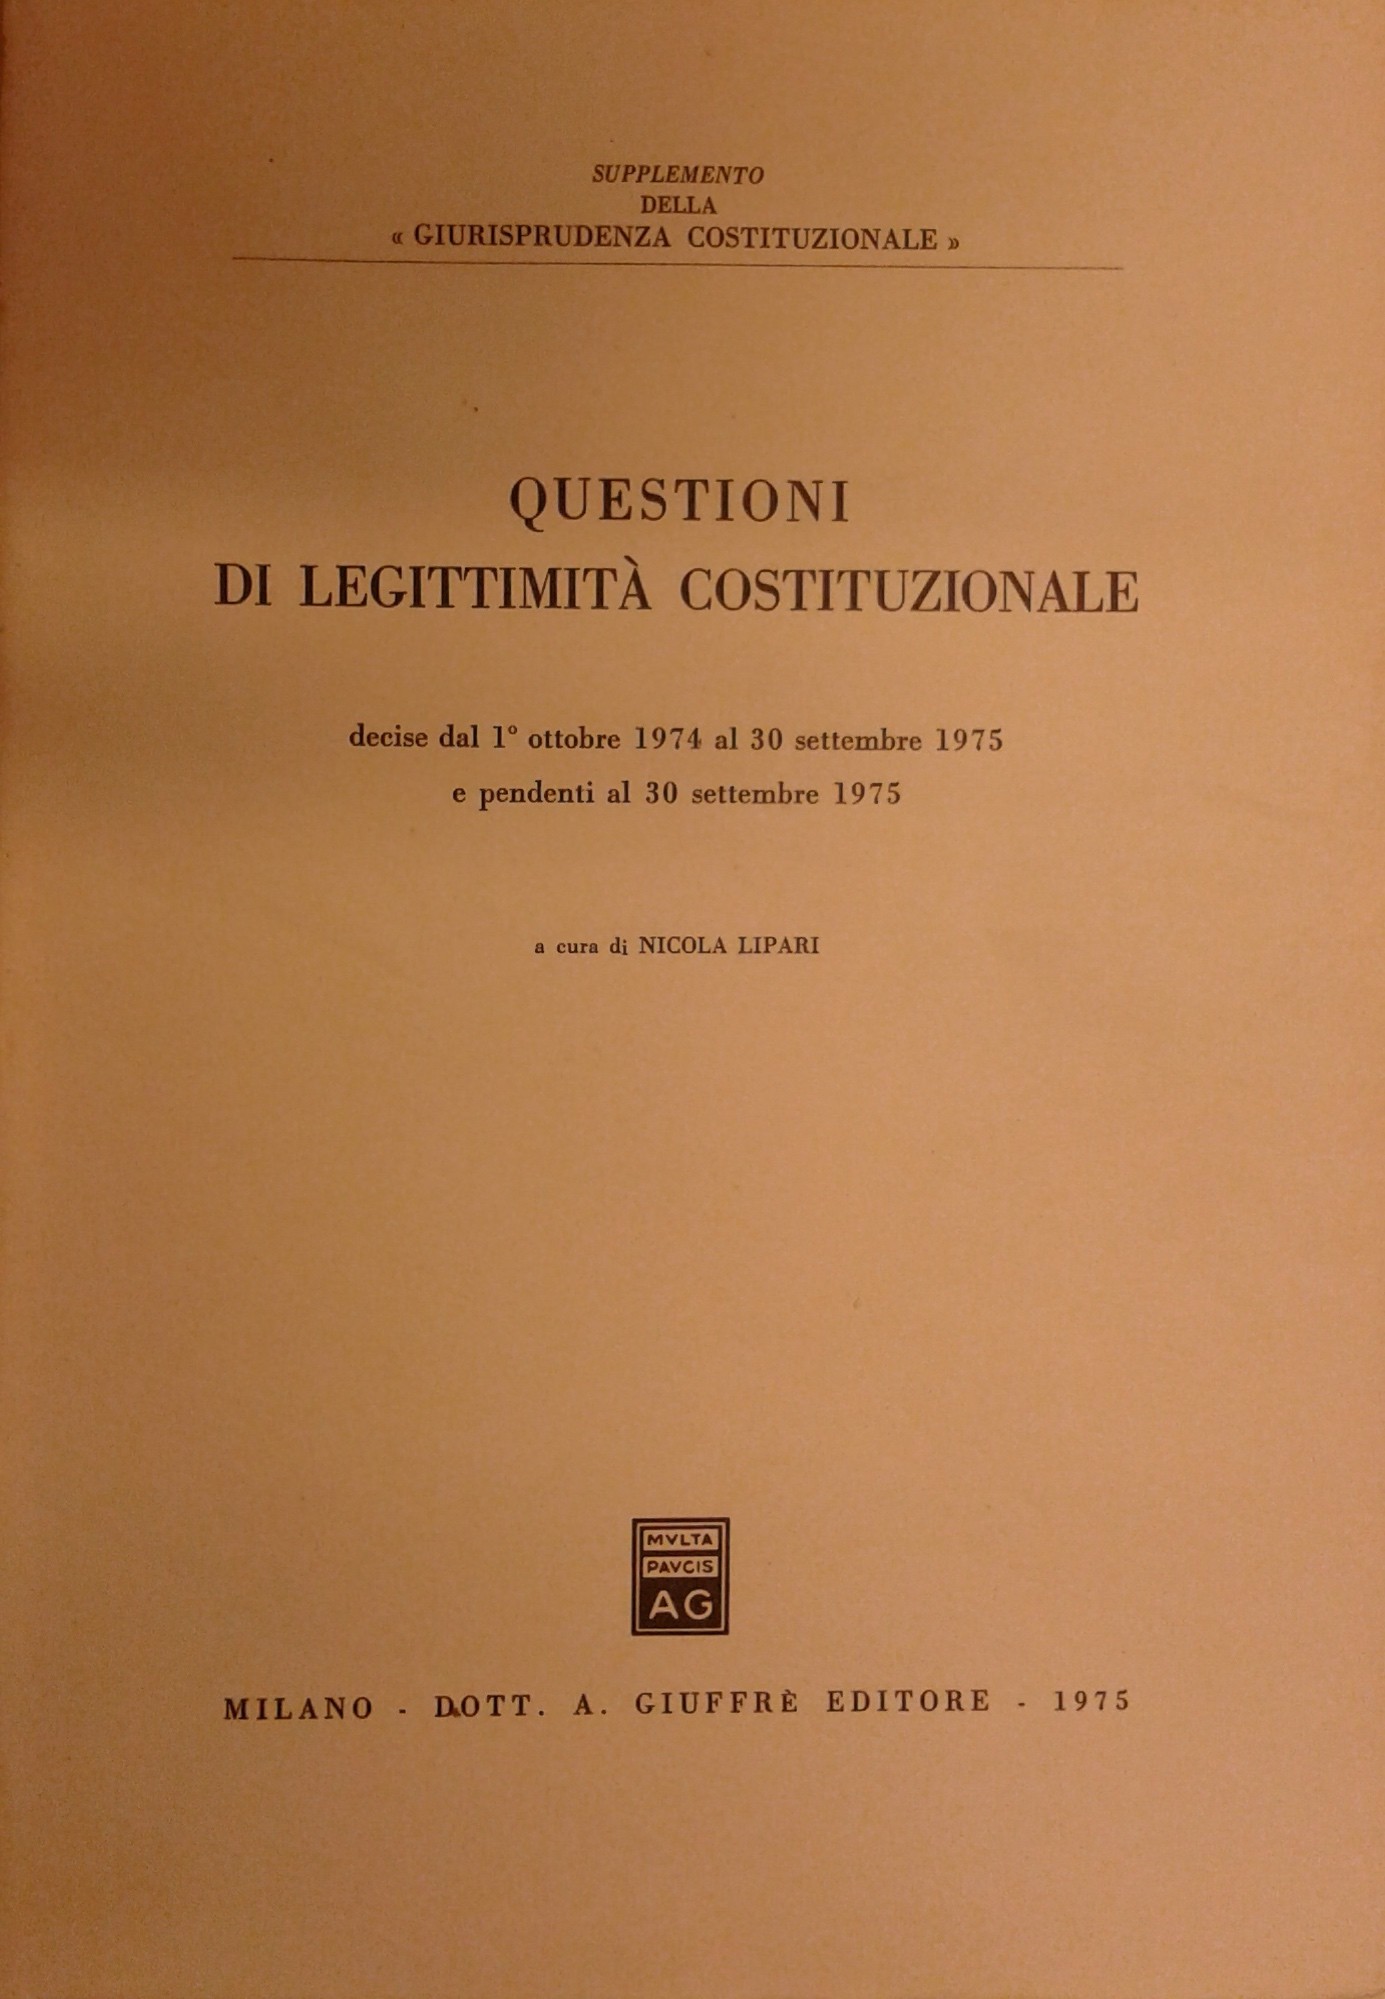 SUPPLEMENTO
DELLA
« GIURISPRUDENZA COSTITUZIONALE »
QUESTIONI
DI LEGITTIMITÀ COSTITUZIONALE
decise dal 1° ottobre 1974 al 30 settembre 1975
e pendenti al 30 settembre 1975
a cura di NICOLA LIPARI
MVLTA
PAVCIS
AG
MILANO - DOTT. A. GIUFFRÈ EDITORE - 1975